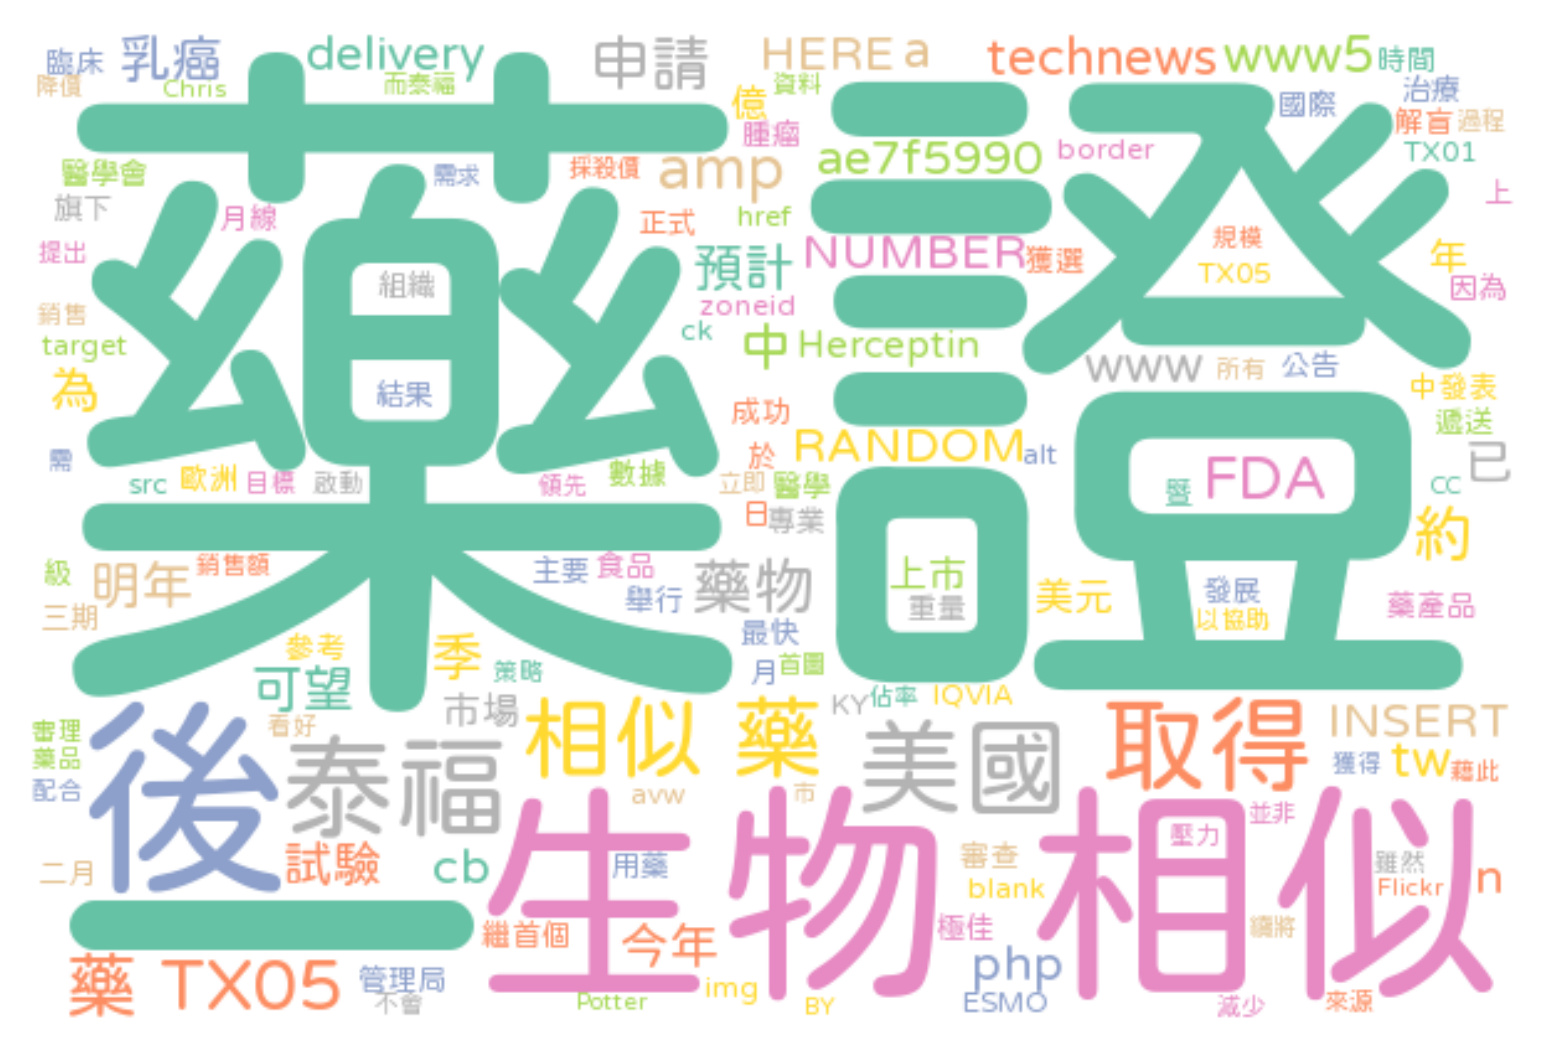 臨床 乳癌 delivery 申請 HERE a technews www5 時間
降價 Chris 而泰福 億 資料 國際 治療
藥證
腫瘤 解盲 過程
醫學會 需求 採殺價 amp ae7f5990 border TX01
旗下 月線 正式 href 上
提出 預計 NUMBER 獲選 規模 年
組織 TX05 因為
銷售 zoneid
target ck 中 Herceptin
為 結果 www 所有 公告 中發表
成功 遞送
需 於 RANDOM alt 已
src 歐洲 目標 啟動 領先 數據 立即 醫學 暨 FDA cc
日 專業 約
級 明年 銷售額 主要 食品 藥物 上市 美元 發展
三期 舉行 重量 以協助 藥產品
參考 季 最快
可望 策略 月 首圖
市場 相似 藥 KY 佔率 IQVIA 取得 INSERT
審理 後 看好 泰福 美國
藥品 獲得 tw 藉此
配合 avw 市
生物相似
並非
壓力
二月 試驗 cb 用藥 審查 雖然
blank Flickr n
一 繼首個 今年 極佳 續將
藥 TX05 管理局 img php
不會 Potter BY ESMO 減少 來源